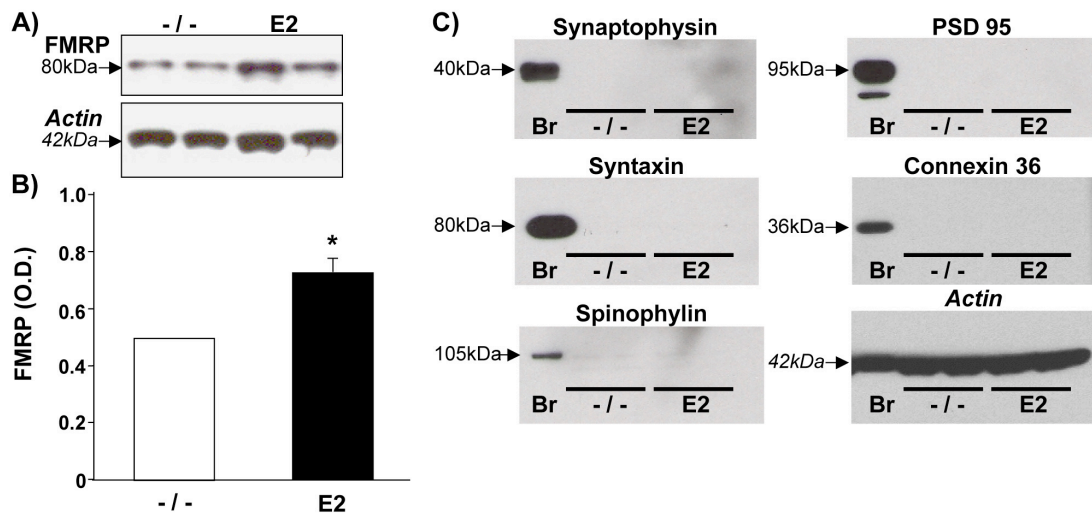 A)
- / - E2
FMRP
80kDa
Actin
42kDa
B)
FMRP (O.D.)
1.0
0.8
0.6
0.4
0.2
0
*
- / - E2
C)
Synaptophysin
40kDa
Br - / - E2
PSD 95
95kDa
Br - / - E2
Syntaxin
80kDa
Br - / - E2
Connexin 36
36kDa
Br - / - E2
Spinophylin
105kDa
Br - / - E2
Actin
42kDa
Br - / - E2